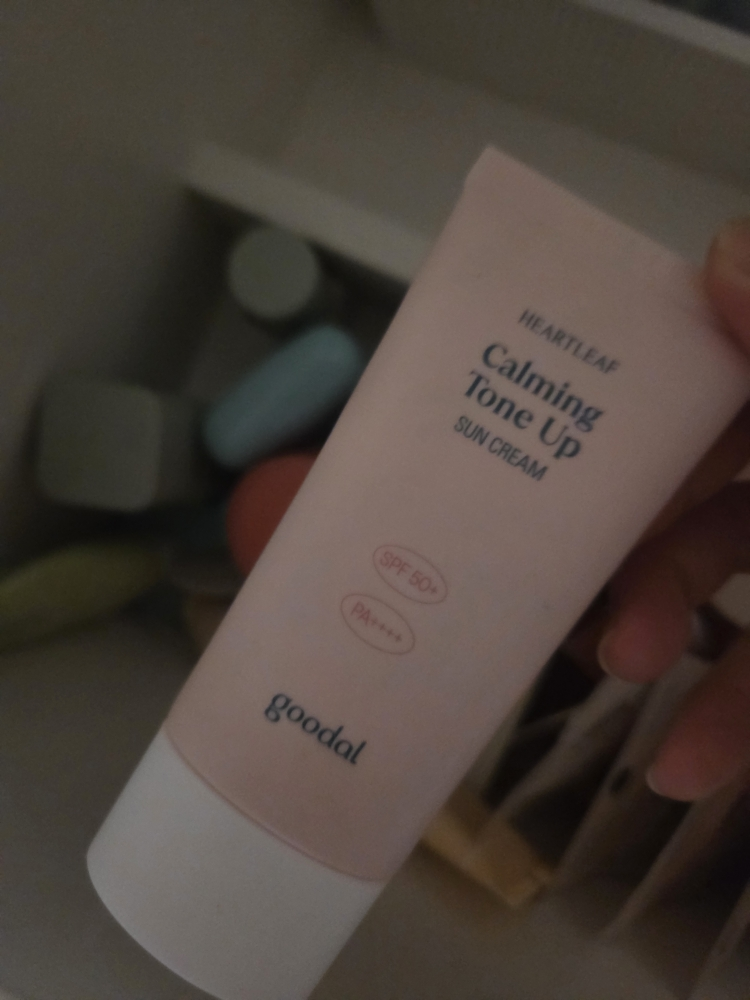 HEARTLEAF
Calming
Tone Up
SUN CREAM
SPF 50+
PA++++
goodal